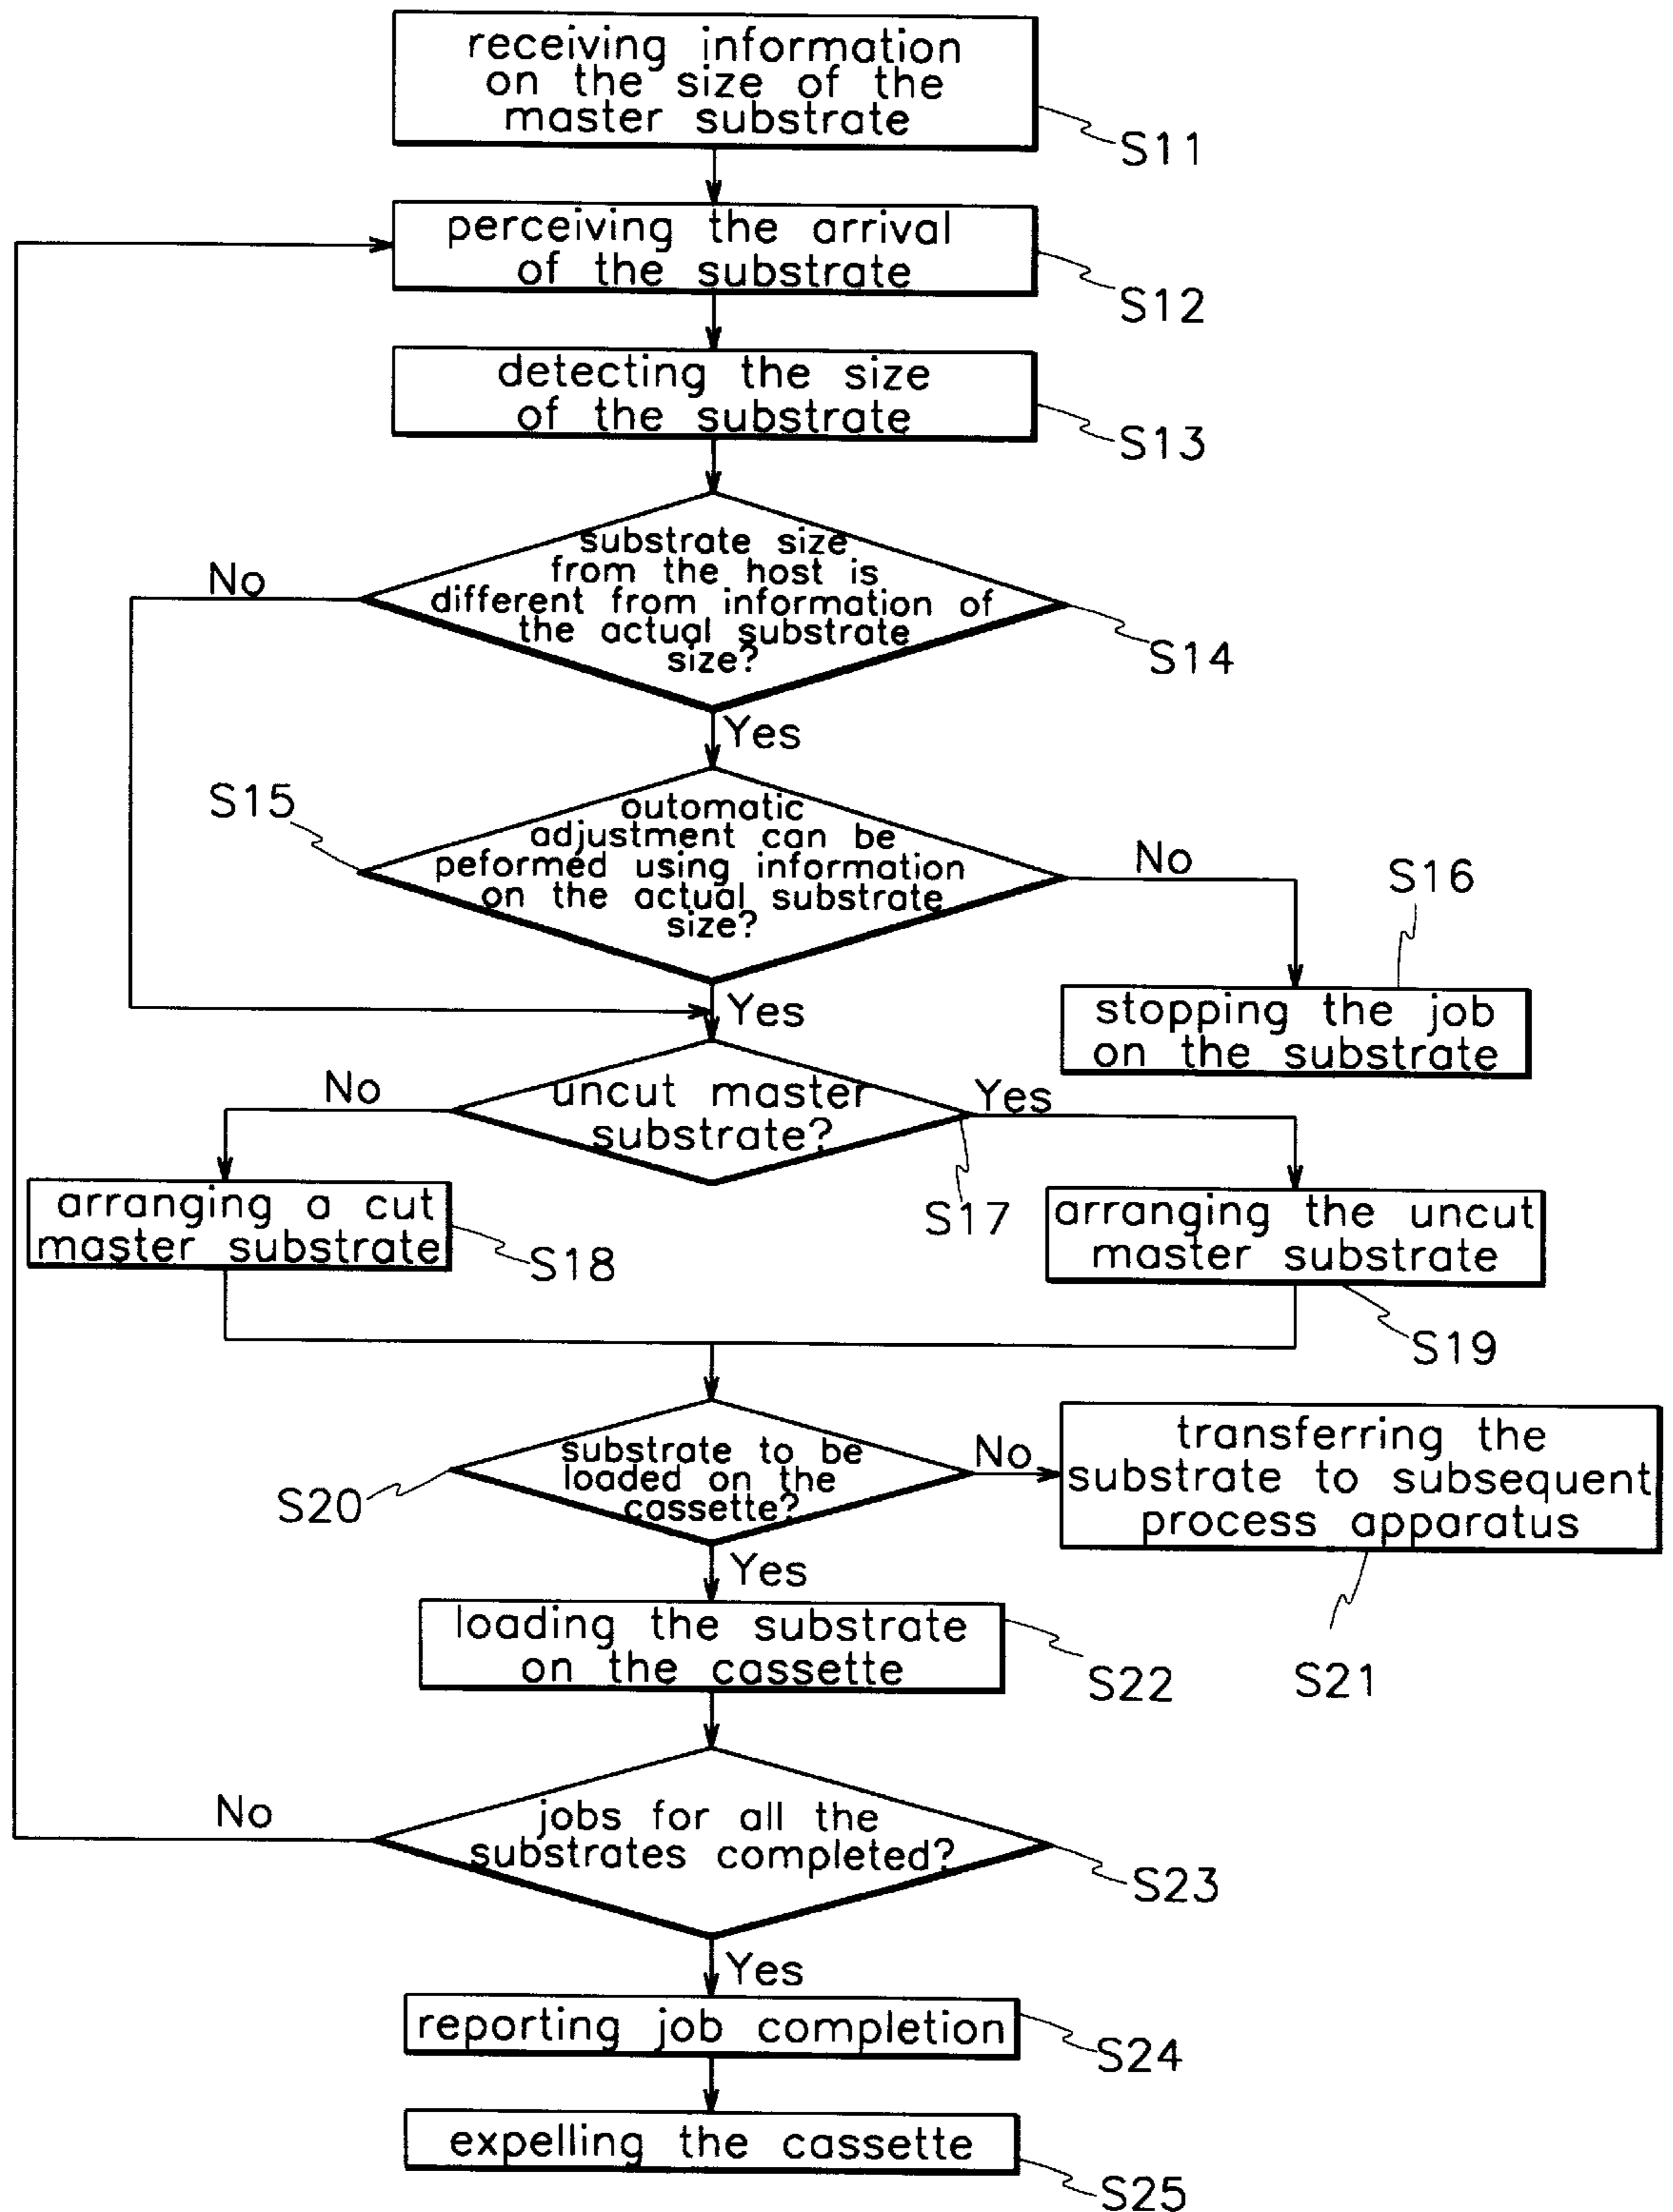 receiving information
on the size of the
master substrate
S11
perceiving the arrival
of the substrate
S12
detecting the size
of the substrate
S13
substrate size
from the host is
different from information of
the actual substrate
size?
No
S14
Yes
S15
outomatic
adjustment can be
peformed using information
on the actual substrate
size?
No
S16
stopping the job
on the substrate
Yes
uncut master
substrate?
No
Yes
S17
arranging a cut
master substrate
S18
arranging the uncut
master substrate
S19
substrate to be
loaded on the
cassette?
S20
No
transferring the
substrate to subsequent
process apparatus
S21
Yes
loading the substrate
on the cassette
S22
jobs for all the
substrates completed?
No
S23
Yes
reporting job completion
S24
expelling the cassette
S25